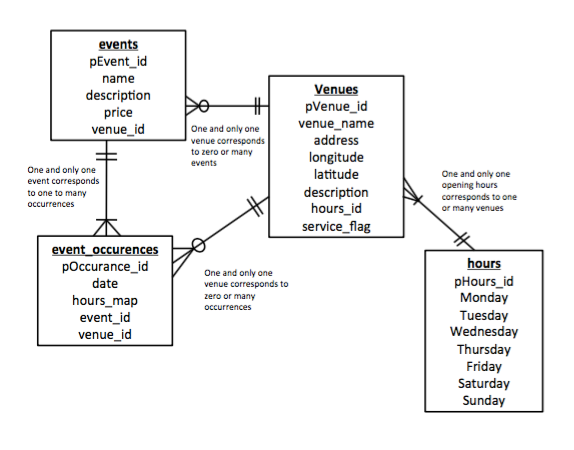 events
pEvent_id
name
description
price
venue_id
One and only one
venue corresponds
to zero or many
events
Venues
pVenue_id
venue_name
address
longitude
latitude
description
hours_id
service_flag
One and only one
event corresponds
to one to many
occurrences
One and only one
opening hours
corresponds to one
or many venues
event_occurences
pOccurance_id
date
hours_map
event_id
venue_id
One and only one
venue corresponds to
zero or many
occurrences
hours
pHours_id
Monday
Tuesday
Wednesday
Thursday
Friday
Saturday
Sunday